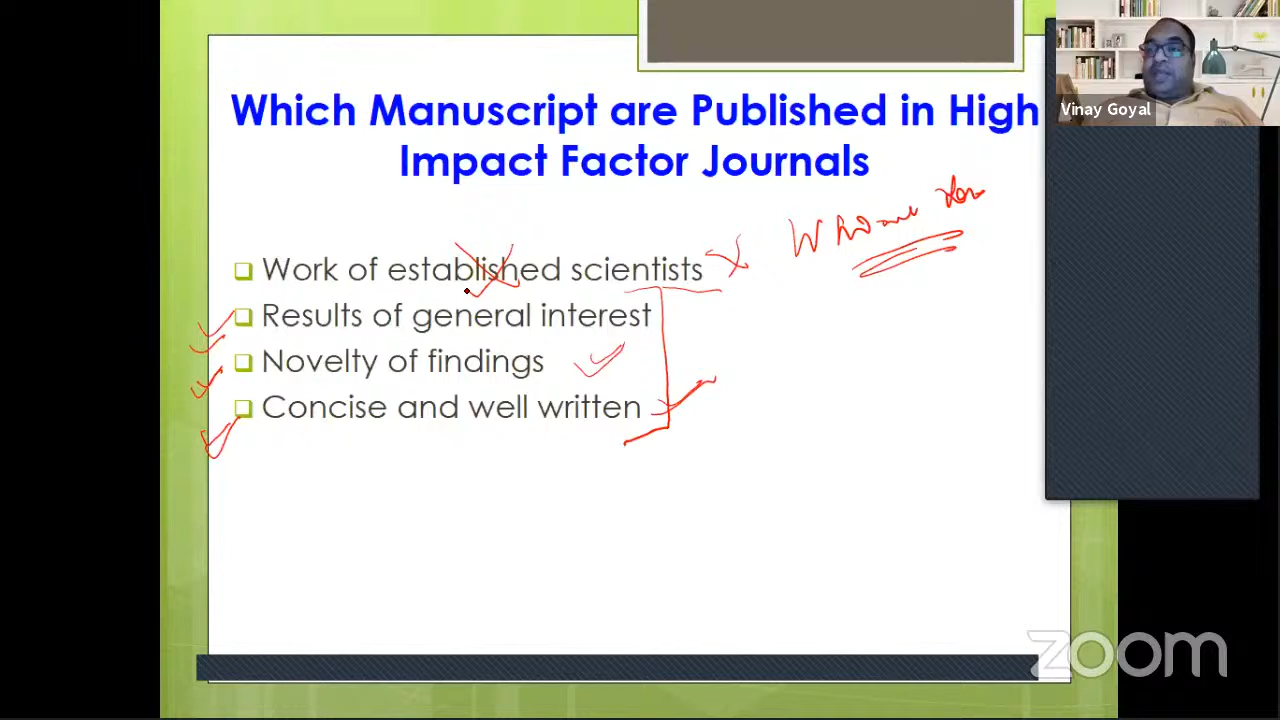 Which Manuscript are Published in High
Impact Factor Journals
Work of established scientists
Results of general interest
Novelty of findings
Concise and well written
Vinay Goyal
zoom